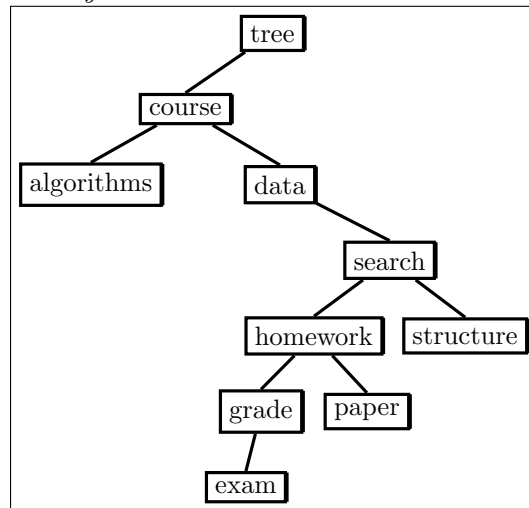 tree
course
algorithms
data
search
homework
structure
grade
paper
exam